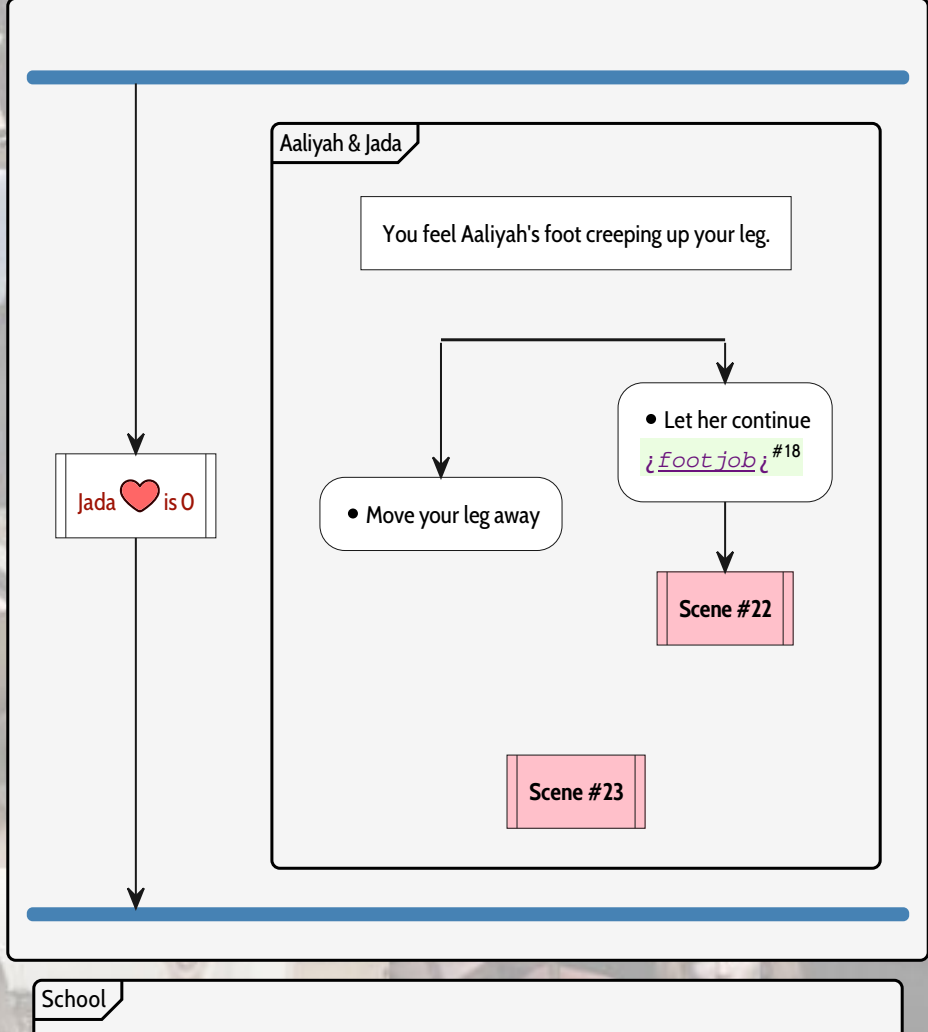 Aaliyah & Jada
You feel Aaliyah's foot creeping up your leg.
• Let her continue
¿footjob¿#18
Jada ❤ is 0
• Move your leg away
Scene #22
Scene #23
School